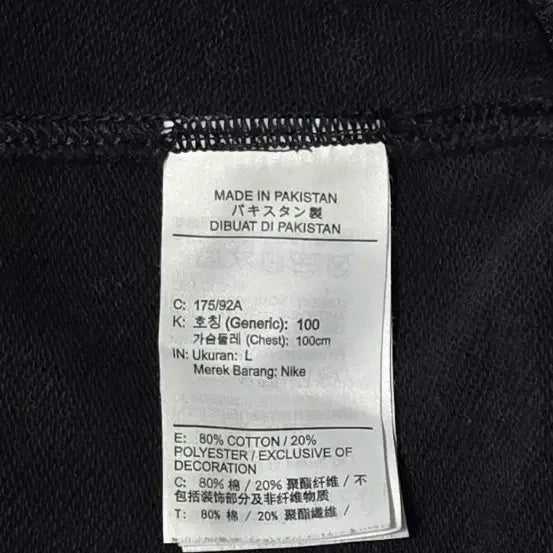 MADE IN PAKISTAN
パキスタン製
DIBUAT DI PAKISTAN
C: 175/92A
K: 호칭 (Generic): 100
가슴둘레 (Chest): 100cm
IN: Ukuran: L
Merek Barang: Nike
E: 80% COTTON / 20%
POLYESTER / EXCLUSIVE OF
DECORATION
C: 80% 棉 / 20% 聚酯纤维 / 不
包括装饰部分及非纤维物质
T: 80% 棉 / 20% 聚酯纖維 /